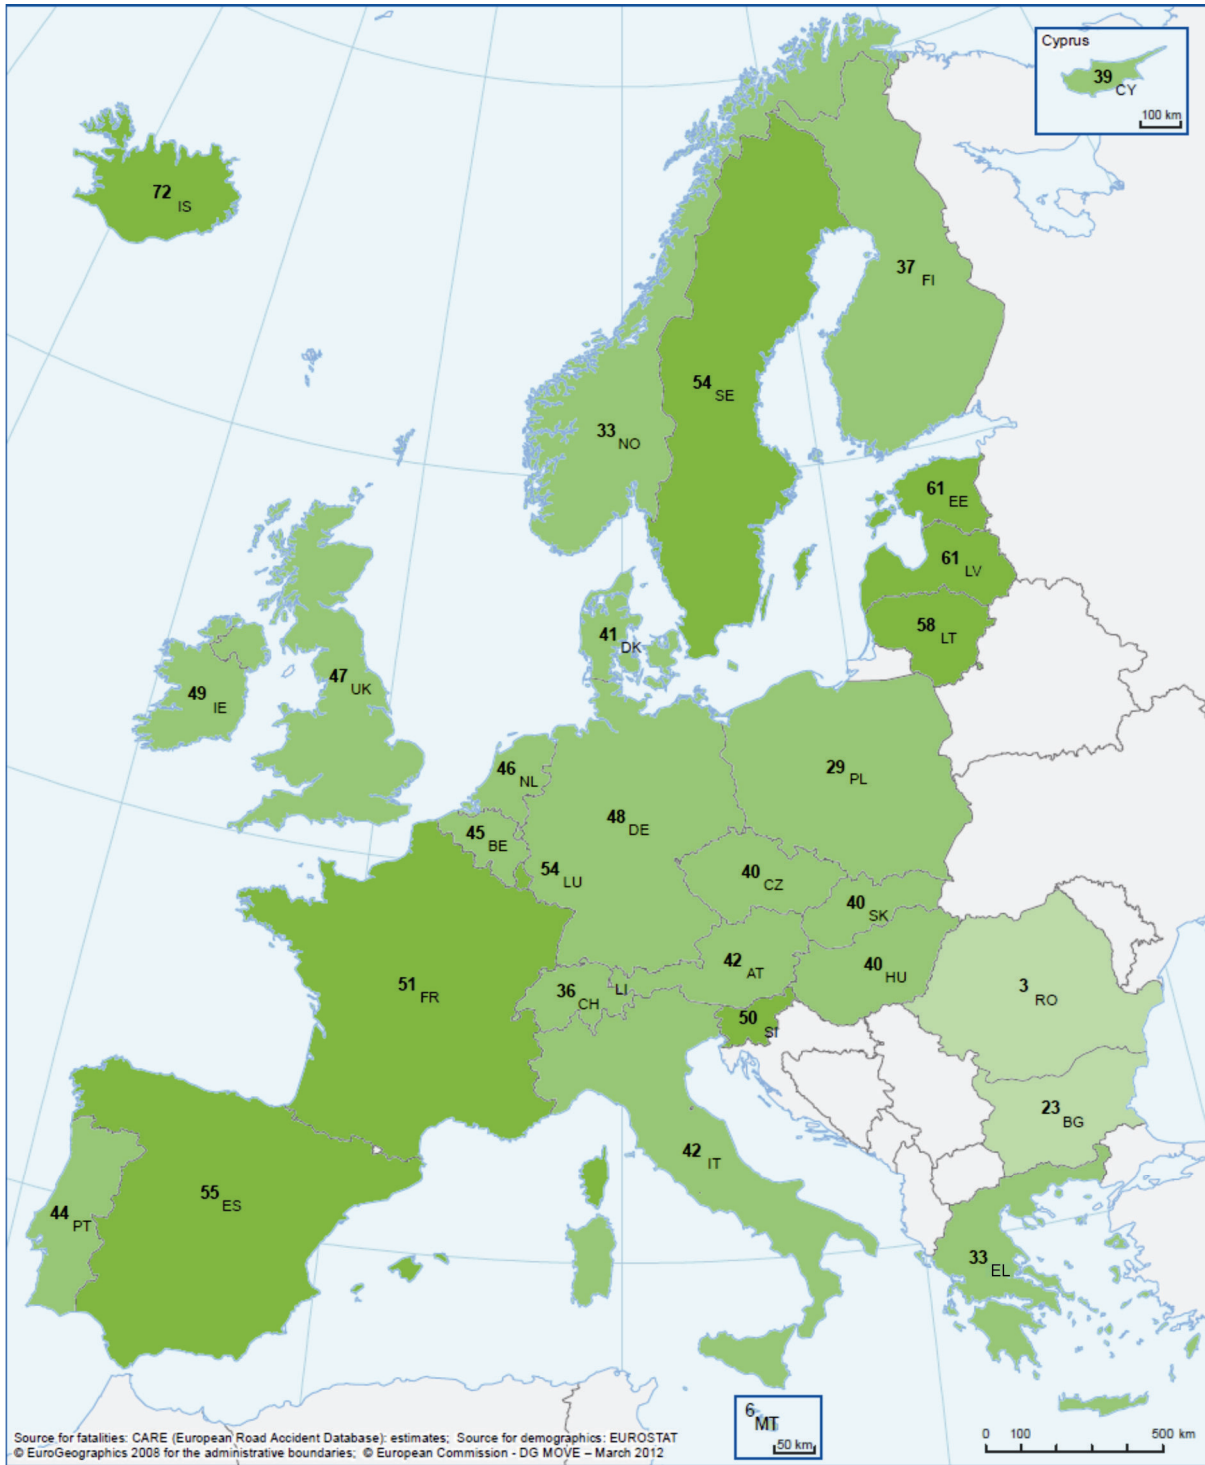 Cyprus
39 CY
100 km
72 IS
37 FI
54 SE
33 NO
61 EE
61 LV
58 LT
41 DK
47 UK
49 IE
46 NL
29 PL
48 DE
45 BE
54 LU
40 CZ
40 SK
42 AT
40 HU
36 CH
LI
51 FR
3 RO
50 SI
23 BG
42 IT
55 ES
44 PT
33 EL
6 MT
50 km
0 100 500 km
Source for fatalities: CARE (European Road Accident Database): estimates; Source for demographics: EUROSTAT
© EuroGeographics 2008 for the administrative boundaries; © European Commission - DG MOVE – March 2012